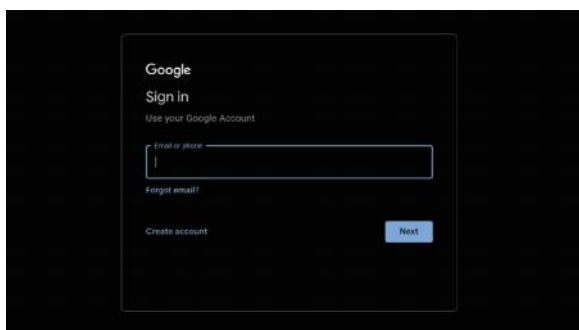 Google
Sign in
Use your Google Account
Email or phone
Forgot email?
Create account
Next